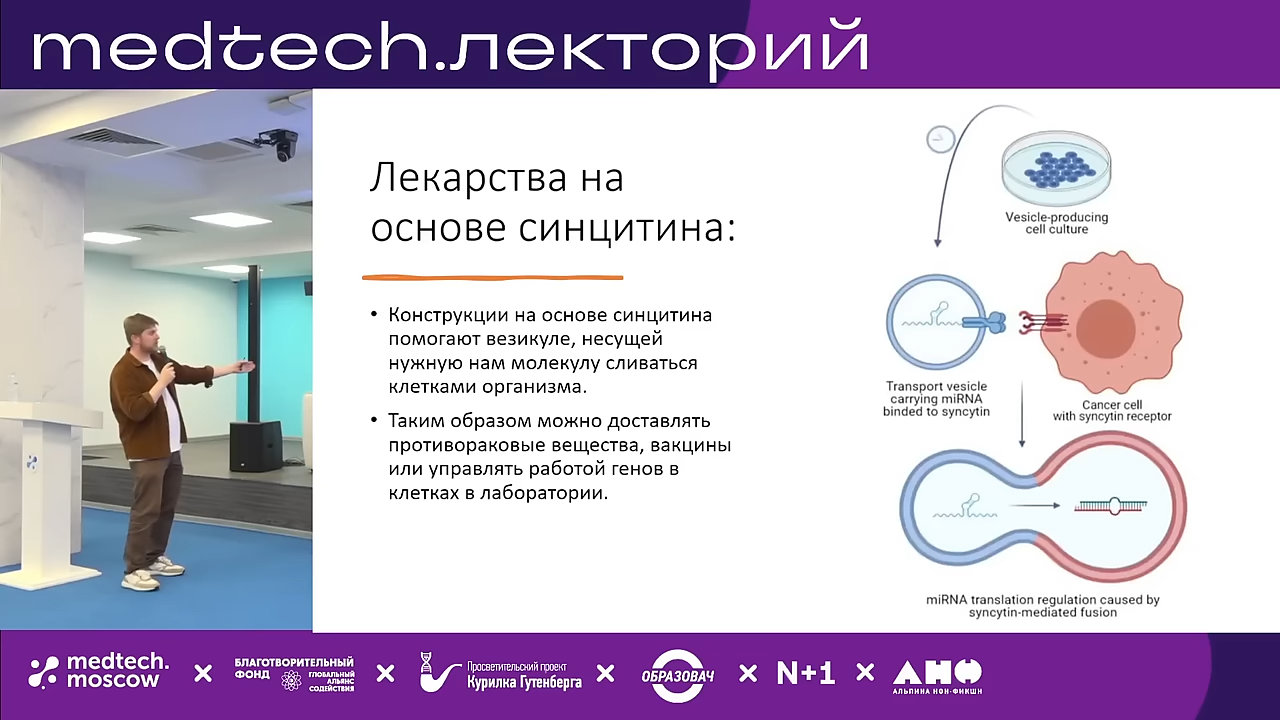 medtech.лекторий
Лекарства на
основе синцитина:
• Конструкции на основе синцитина
помогают везикуле, несущей
нужную нам молекулу сливаться
клетками организма.
• Таким образом можно доставлять
противораковые вещества, вакцины
или управлять работой генов в
клетках в лаборатории.
Vesicle-producing
cell culture
Transport vesicle
carrying miRNA
binded to syncytin
Cancer cell
with syncytin receptor
miRNA translation regulation caused by
syncytin-mediated fusion
medtech.
moscow
×
БЛАГОТВОРИТЕЛЬНЫЙ
ФОНД
ГЛОБАЛЬНЫЙ
АЛЬЯНС
СОДЕЙСТВИЯ
×
Просветительский проект
Курилка Гутенберга
×
ОБРАЗОВАЧ
×
N+1
×
АНФ
АЛЬПИНА НОН-ФИКШН